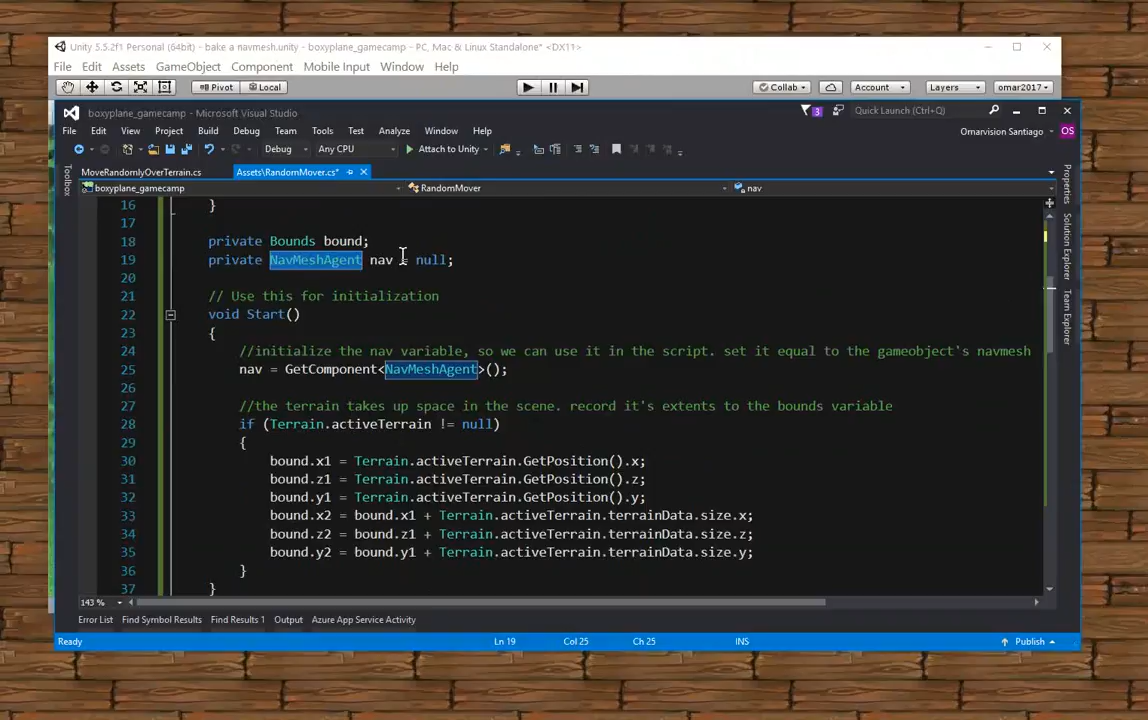 Unity 5.5.2f1 Personal (64bit) - bake a navmesh.unity - boxyplane_gamecamp - PC, Mac & Linux Standalone* <DX11>
File Edit Assets GameObject Component Mobile Input Window Help
Pivot Local Collab Account Layers omar2017
boxyplane_gamecamp - Microsoft Visual Studio 3 Quick Launch (Ctrl+Q)
File Edit View Project Build Debug Team Tools Test Analyze Window Help Omarvision Santiago OS
Debug Any CPU Attach to Unity
Toolbox
MoveRandomlyOverTerrain.cs Assets\RandomMover.cs*
boxyplane_gamecamp RandomMover nav
16 }
17
18 private Bounds bound;
19 private NavMeshAgent nav = null;
20
21 // Use this for initialization
22 void Start()
23 {
24 //initialize the nav variable, so we can use it in the script. set it equal to the gameobject's navmesh
25 nav = GetComponent<NavMeshAgent>();
26
27 //the terrain takes up space in the scene. record it's extents to the bounds variable
28 if (Terrain.activeTerrain != null)
29 {
30 bound.x1 = Terrain.activeTerrain.GetPosition().x;
31 bound.z1 = Terrain.activeTerrain.GetPosition().z;
32 bound.y1 = Terrain.activeTerrain.GetPosition().y;
33 bound.x2 = bound.x1 + Terrain.activeTerrain.terrainData.size.x;
34 bound.z2 = bound.z1 + Terrain.activeTerrain.terrainData.size.z;
35 bound.y2 = bound.y1 + Terrain.activeTerrain.terrainData.size.y;
36 }
37 }
Properties
Solution Explorer
Team Explorer
143 %
Error List Find Symbol Results Find Results 1 Output Azure App Service Activity
Ready Ln 19 Col 25 Ch 25 INS Publish